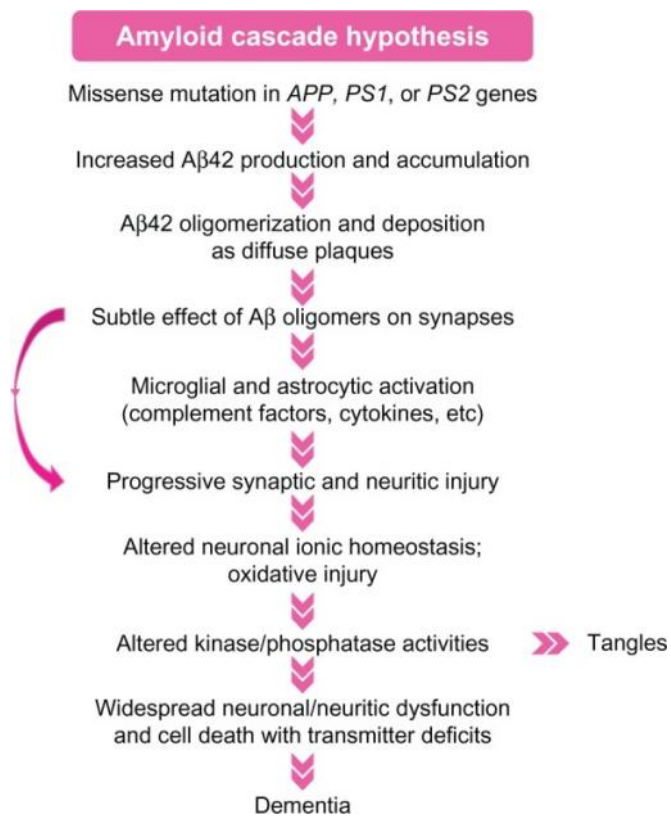 Amyloid cascade hypothesis
Missense mutation in APP, PS1, or PS2 genes
Increased Aβ42 production and accumulation
Aβ42 oligomerization and deposition
as diffuse plaques
Subtle effect of Aβ oligomers on synapses
Microglial and astrocytic activation
(complement factors, cytokines, etc)
Progressive synaptic and neuritic injury
Altered neuronal ionic homeostasis;
oxidative injury
Altered kinase/phosphatase activities
Tangles
Widespread neuronal/neuritic dysfunction
and cell death with transmitter deficits
Dementia